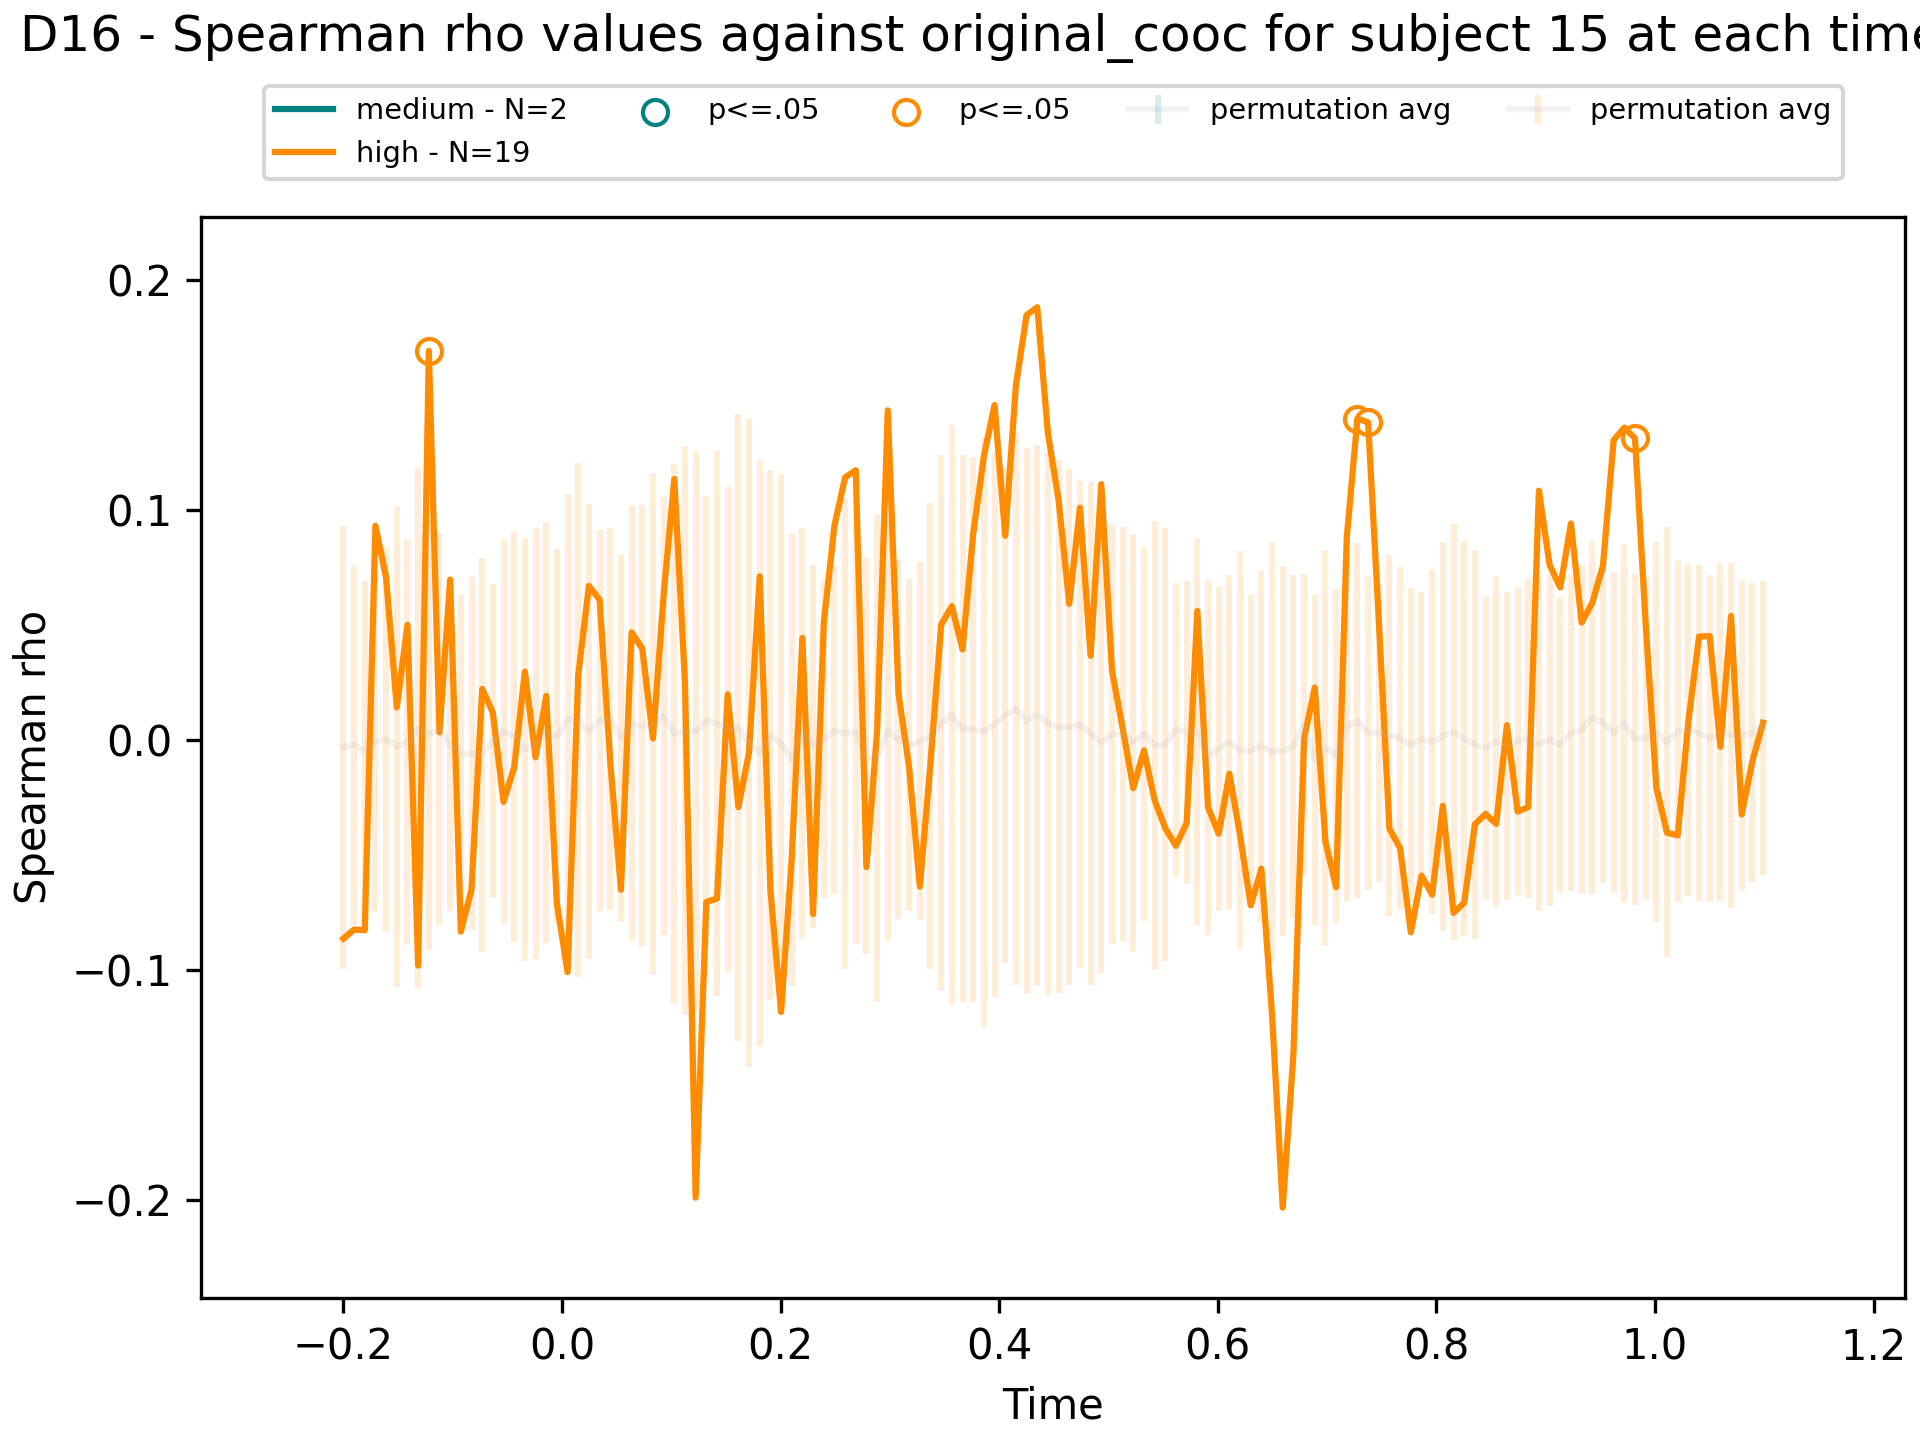 D16 - Spearman rho values against original_cooc for subject 15 at each time
medium - N=2
high - N=19
p<=.05
p<=.05
permutation avg
permutation avg
Spearman rho
0.2
0.1
0.0
−0.1
−0.2
−0.2
0.0
0.2
0.4
0.6
0.8
1.0
1.2
Time